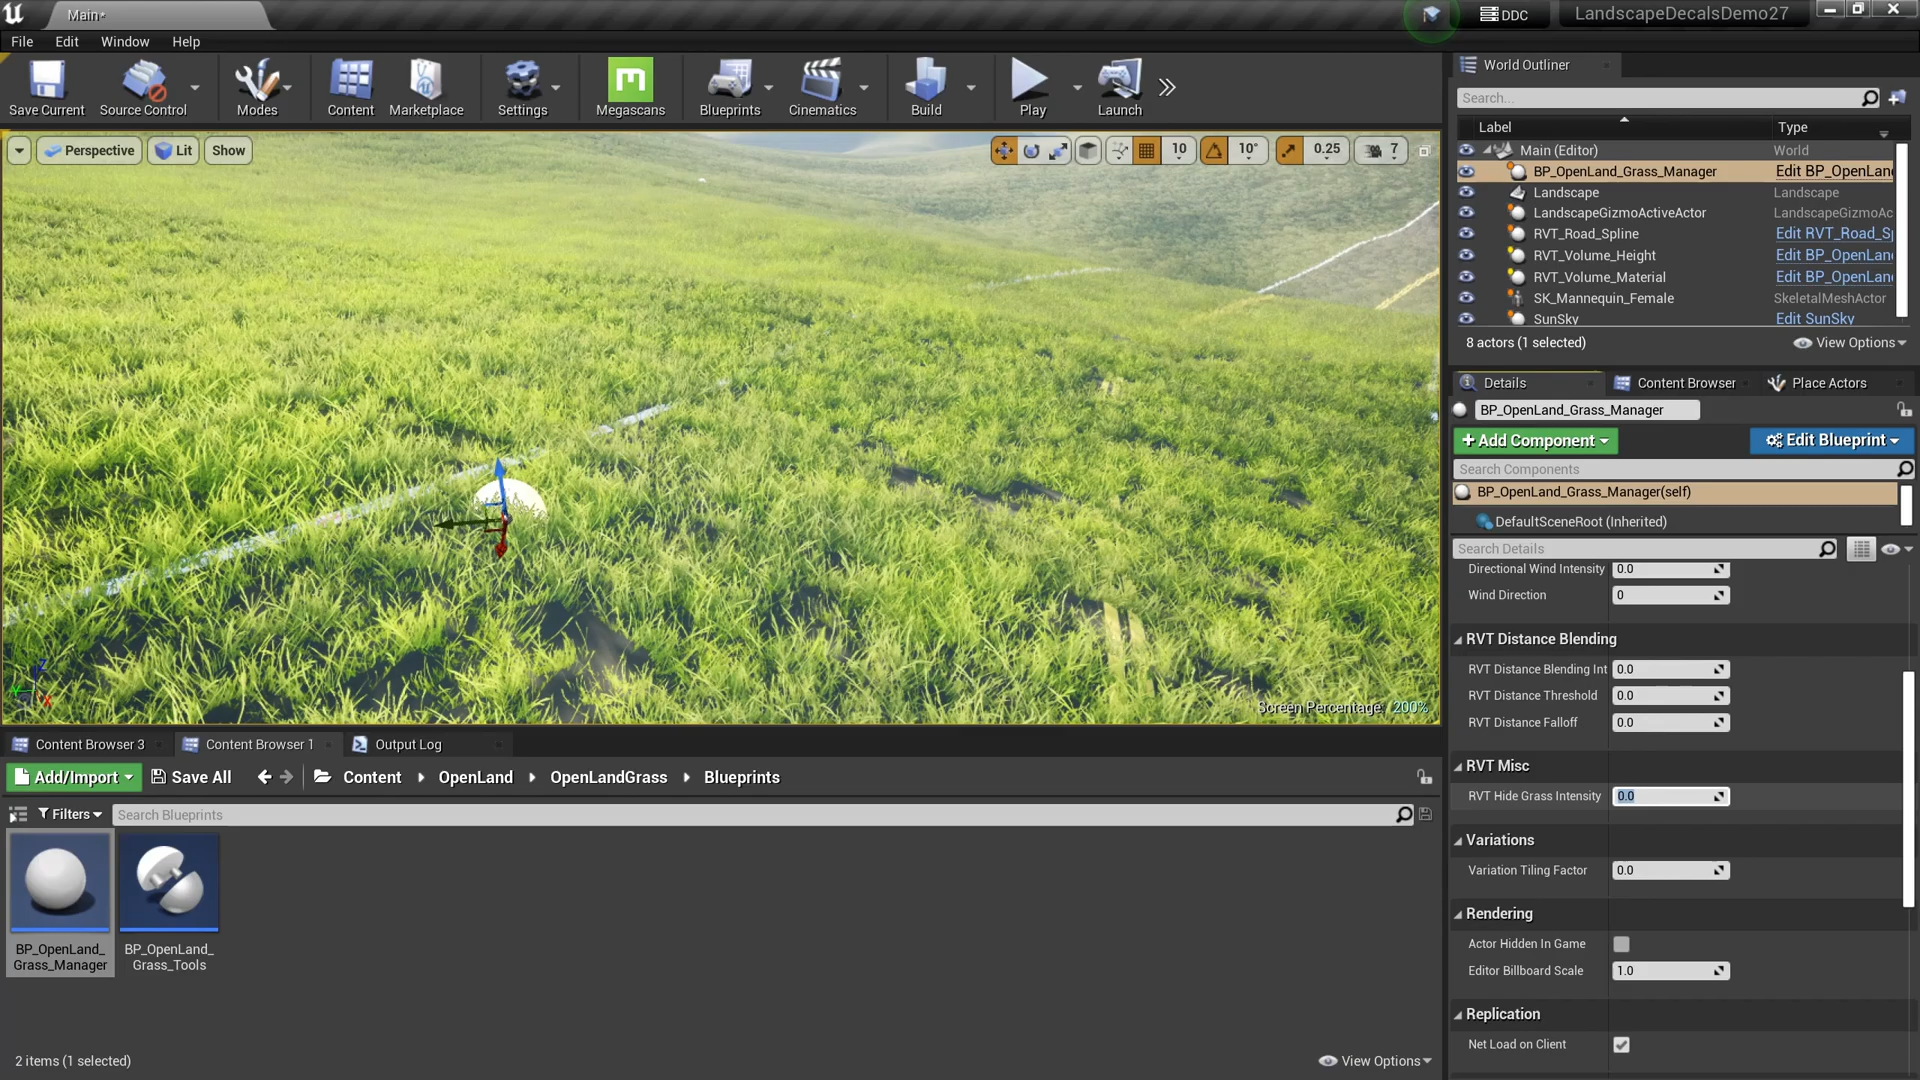 Main*
DDC
LandscapeDecalsDemo27
File Edit Window Help
Save Current Source Control Modes Content Marketplace Settings Megascans Blueprints Cinematics Build Play Launch
World Outliner
Search...
Label Type
Main (Editor) World
BP_OpenLand_Grass_Manager Edit BP_OpenLan
Landscape Landscape
LandscapeGizmoActiveActor LandscapeGizmoAc
RVT_Road_Spline Edit RVT_Road_Sp
RVT_Volume_Height Edit BP_OpenLan
RVT_Volume_Material Edit BP_OpenLan
SK_Mannequin_Female SkeletalMeshActor
SunSky Edit SunSky
8 actors (1 selected) View Options
Perspective Lit Show
10 10° 0.25 7
Z
X
Screen Percentage: 200%
Details Content Browser Place Actors
BP_OpenLand_Grass_Manager
+ Add Component Edit Blueprint
Search Components
BP_OpenLand_Grass_Manager(self)
DefaultSceneRoot (Inherited)
Search Details
Directional Wind Intensity 0.0
Wind Direction 0
RVT Distance Blending
RVT Distance Blending Int 0.0
RVT Distance Threshold 0.0
RVT Distance Falloff 0.0
RVT Misc
RVT Hide Grass Intensity 0.0
Variations
Variation Tiling Factor 0.0
Rendering
Actor Hidden In Game
Editor Billboard Scale 1.0
Replication
Net Load on Client
Content Browser 3 Content Browser 1 Output Log
Add/Import Save All Content OpenLand OpenLandGrass Blueprints
Filters Search Blueprints
BP_OpenLand_
Grass_Manager
BP_OpenLand_
Grass_Tools
2 items (1 selected) View Options